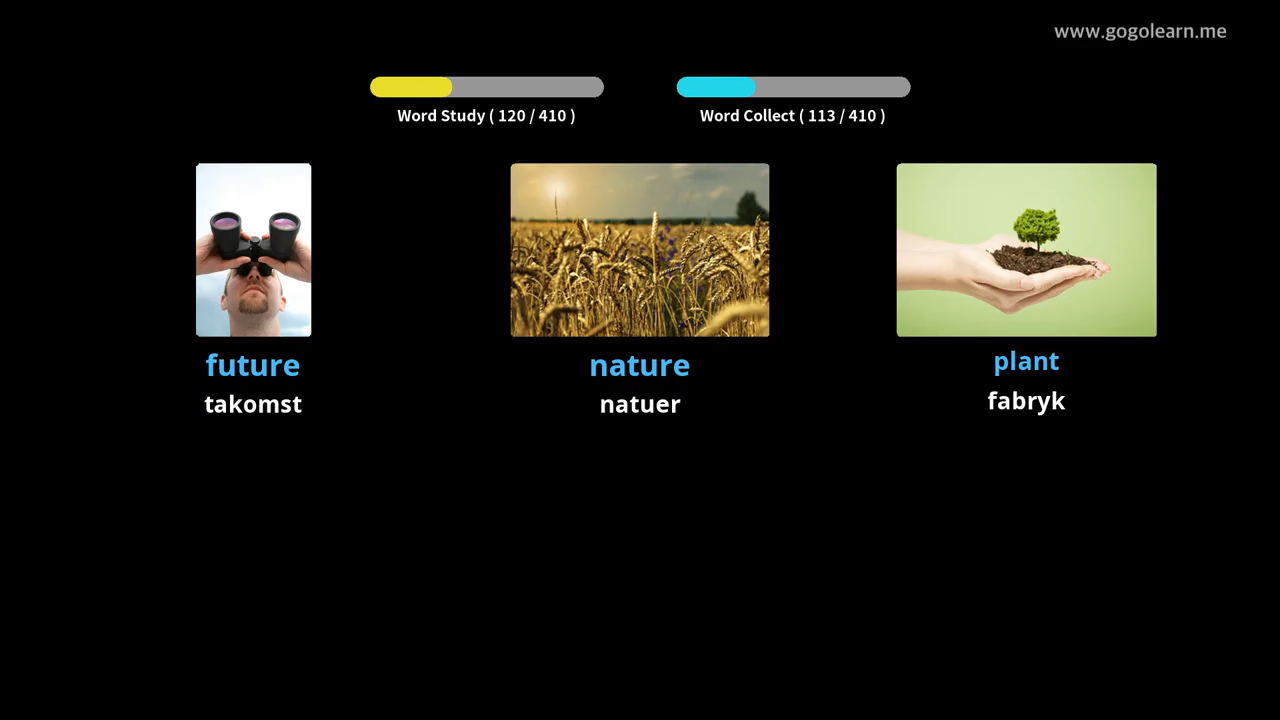 www.gogolearn.me
Word Study ( 120 / 410 )
Word Collect ( 113 / 410 )
future
takomst
nature
natuer
plant
fabryk